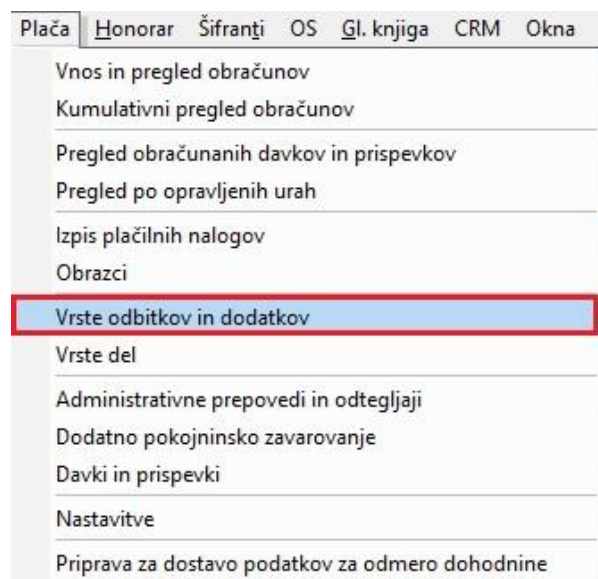 Plača Honorar Šifranti OS Gl. knjiga CRM Okna
Vnos in pregled obračunov
Kumulativni pregled obračunov
Pregled obračunanih davkov in prispevkov
Pregled po opravljenih urah
Izpis plačilnih nalogov
Obrazci
Vrste odbitkov in dodatkov
Vrste del
Administrativne prepovedi in odtegljaji
Dodatno pokojninsko zavarovanje
Davki in prispevki
Nastavitve
Priprava za dostavo podatkov za odmero dohodnine